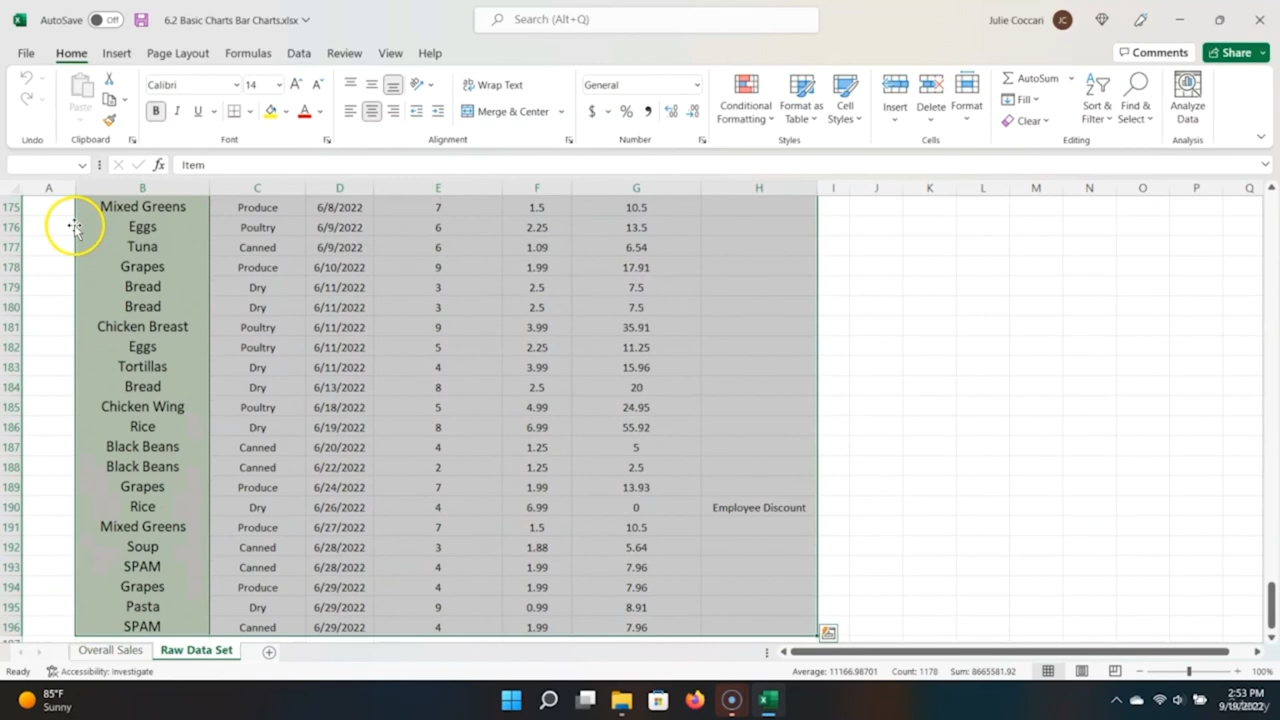 AutoSave Off 6.2 Basic Charts Bar Charts.xlsx Search (Alt+Q) Julie Coccari JC
File Home Insert Page Layout Formulas Data Review View Help Comments Share
Paste Calibri 14 Wrap Text General Conditional Formatting Format as Table Cell Styles Insert Delete Format AutoSum Sort & Filter Find & Select Analyze Data
B I U Merge & Center $ % Fill Clear
Undo Clipboard Font Alignment Number Styles Cells Editing Analysis
fx Item
A B C D E F G H I J K L M N O P Q
175 Mixed Greens Produce 6/8/2022 7 1.5 10.5
176 Eggs Poultry 6/9/2022 6 2.25 13.5
177 Tuna Canned 6/9/2022 6 1.09 6.54
178 Grapes Produce 6/10/2022 9 1.99 17.91
179 Bread Dry 6/11/2022 3 2.5 7.5
180 Bread Dry 6/11/2022 3 2.5 7.5
181 Chicken Breast Poultry 6/11/2022 9 3.99 35.91
182 Eggs Poultry 6/11/2022 5 2.25 11.25
183 Tortillas Dry 6/11/2022 4 3.99 15.96
184 Bread Dry 6/13/2022 8 2.5 20
185 Chicken Wing Poultry 6/18/2022 5 4.99 24.95
186 Rice Dry 6/19/2022 8 6.99 55.92
187 Black Beans Canned 6/20/2022 4 1.25 5
188 Black Beans Canned 6/22/2022 2 1.25 2.5
189 Grapes Produce 6/24/2022 7 1.99 13.93
190 Rice Dry 6/26/2022 4 6.99 0 Employee Discount
191 Mixed Greens Produce 6/27/2022 7 1.5 10.5
192 Soup Canned 6/28/2022 3 1.88 5.64
193 SPAM Canned 6/28/2022 4 1.99 7.96
194 Grapes Produce 6/29/2022 4 1.99 7.96
195 Pasta Dry 6/29/2022 9 0.99 8.91
196 SPAM Canned 6/29/2022 4 1.99 7.96
Overall Sales Raw Data Set
Ready Accessibility: Investigate Average: 11166.98701 Count: 1178 Sum: 8665581.92 100%
85°F 2:53 PM
Sunny 9/19/2022